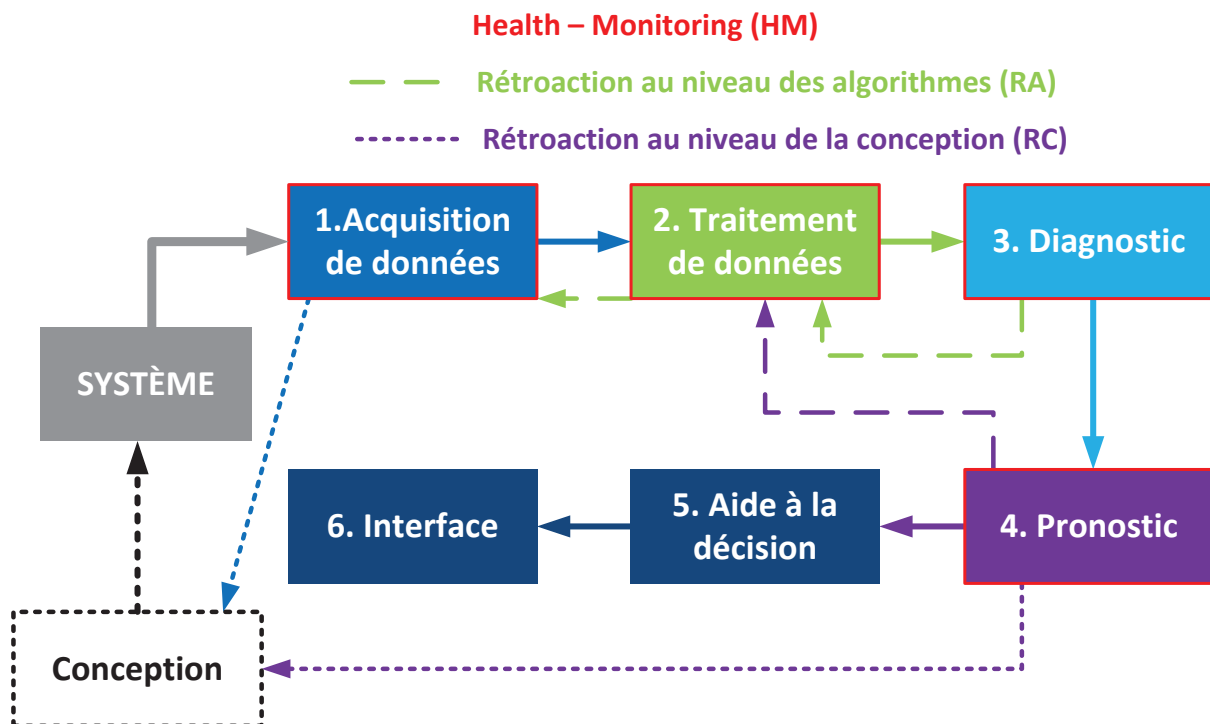 Health – Monitoring (HM)
Rétroaction au niveau des algorithmes (RA)
Rétroaction au niveau de la conception (RC)
1.Acquisition
de données
2. Traitement
de données
3. Diagnostic
SYSTÈME
6. Interface
5. Aide à la
décision
4. Pronostic
Conception